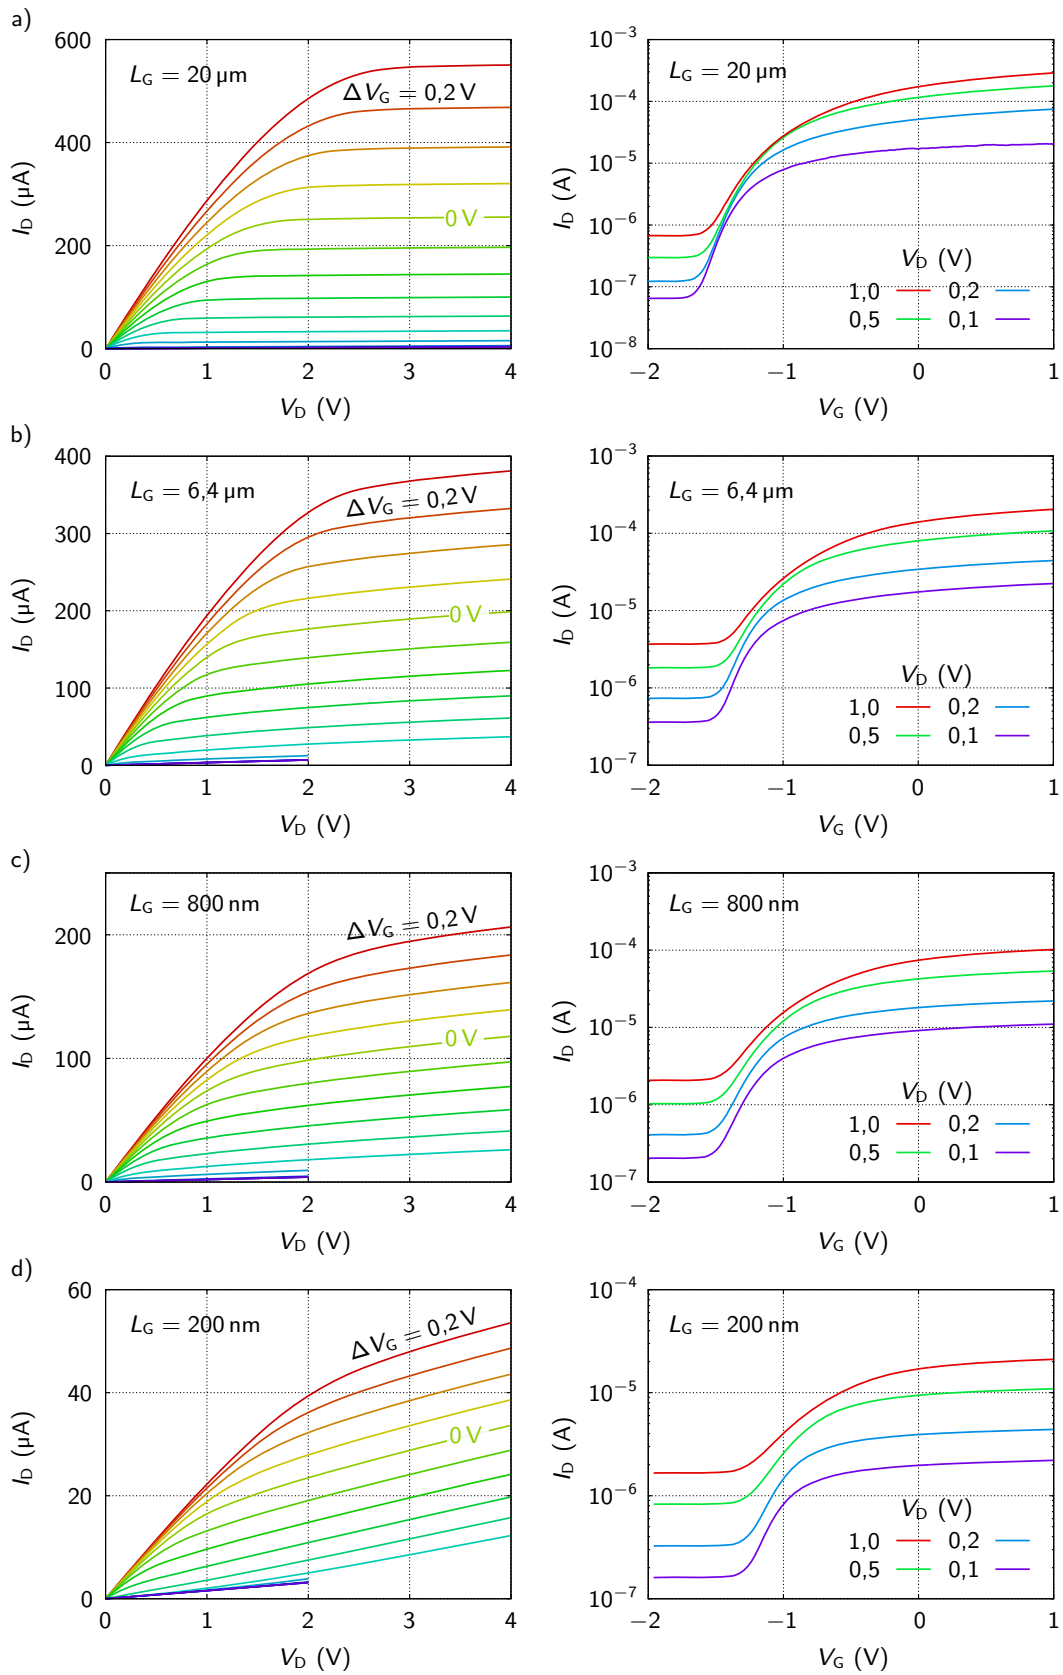 a)
600
400
200
0
0 1 2 3 4
I_D (µA)
V_D (V)
L_G = 20 µm
ΔV_G = 0,2 V
0 V
10⁻³
10⁻⁴
10⁻⁵
10⁻⁶
10⁻⁷
10⁻⁸
−2 −1 0 1
I_D (A)
V_G (V)
L_G = 20 µm
V_D (V)
1,0 0,2
0,5 0,1
b)
400
300
200
100
0
0 1 2 3 4
I_D (µA)
V_D (V)
L_G = 6,4 µm
ΔV_G = 0,2 V
0 V
10⁻³
10⁻⁴
10⁻⁵
10⁻⁶
10⁻⁷
−2 −1 0 1
I_D (A)
V_G (V)
L_G = 6,4 µm
V_D (V)
1,0 0,2
0,5 0,1
c)
200
100
0
0 1 2 3 4
I_D (µA)
V_D (V)
L_G = 800 nm
ΔV_G = 0,2 V
0 V
10⁻³
10⁻⁴
10⁻⁵
10⁻⁶
10⁻⁷
−2 −1 0 1
I_D (A)
V_G (V)
L_G = 800 nm
V_D (V)
1,0 0,2
0,5 0,1
d)
60
40
20
0
0 1 2 3 4
I_D (µA)
V_D (V)
L_G = 200 nm
ΔV_G = 0,2 V
0 V
10⁻⁴
10⁻⁵
10⁻⁶
10⁻⁷
−2 −1 0 1
I_D (A)
V_G (V)
L_G = 200 nm
V_D (V)
1,0 0,2
0,5 0,1